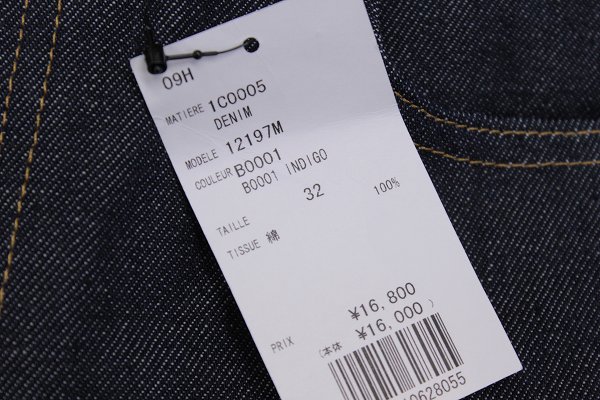 09H
MATIERE 1C0005
DENIM
MODELE 12197M
COULEUR B0001
B0001 INDIGO
TAILLE 32
TISSUE 綿 100%
PRIX ¥16,800
(本体 ¥16,000 )
0628055